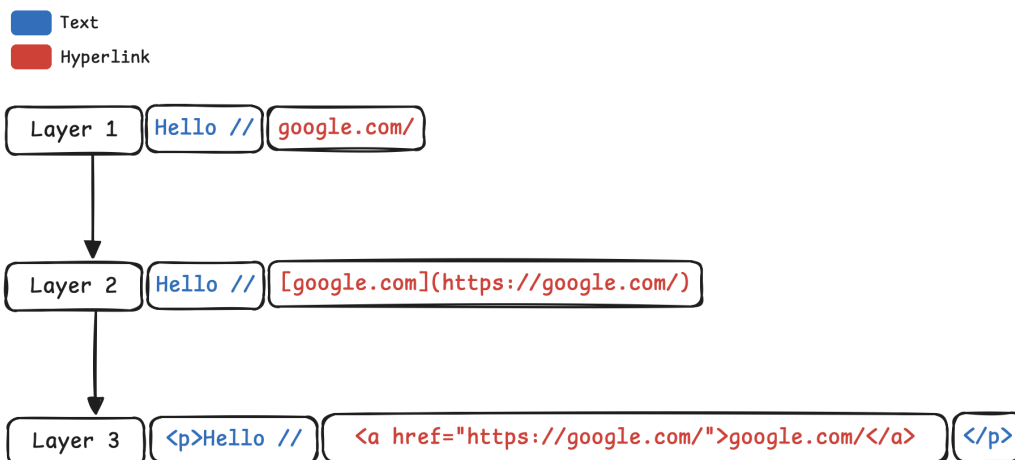 Text
Hyperlink
Layer 1 Hello // google.com/
Layer 2 Hello // [google.com](https://google.com/)
Layer 3 <p>Hello // <a href="https://google.com/">google.com/</a> </p>